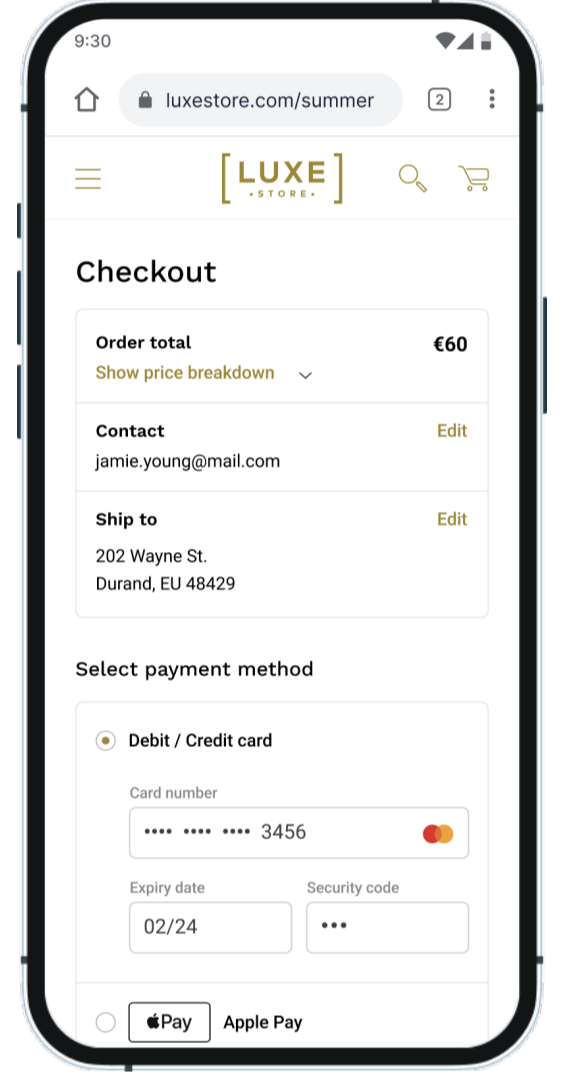 9:30
luxestore.com/summer
2
LUXE
•STORE•
Checkout
Order total
€60
Show price breakdown
Contact
Edit
jamie.young@mail.com
Ship to
Edit
202 Wayne St.
Durand, EU 48429
Select payment method
Debit / Credit card
Card number
•••• •••• •••• 3456
Expiry date
Security code
02/24
•••
Pay
Apple Pay